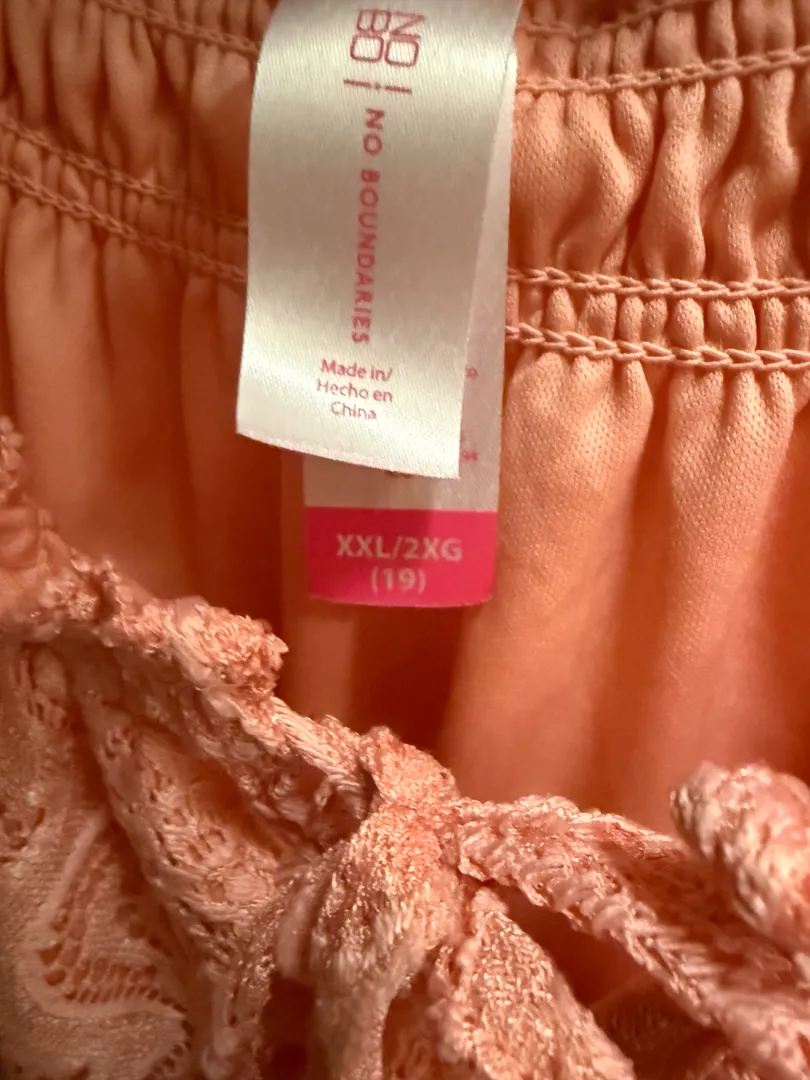 NO
BO
NO BOUNDARIES
Made in/
Hecho en
China
XXL/2XG
(19)